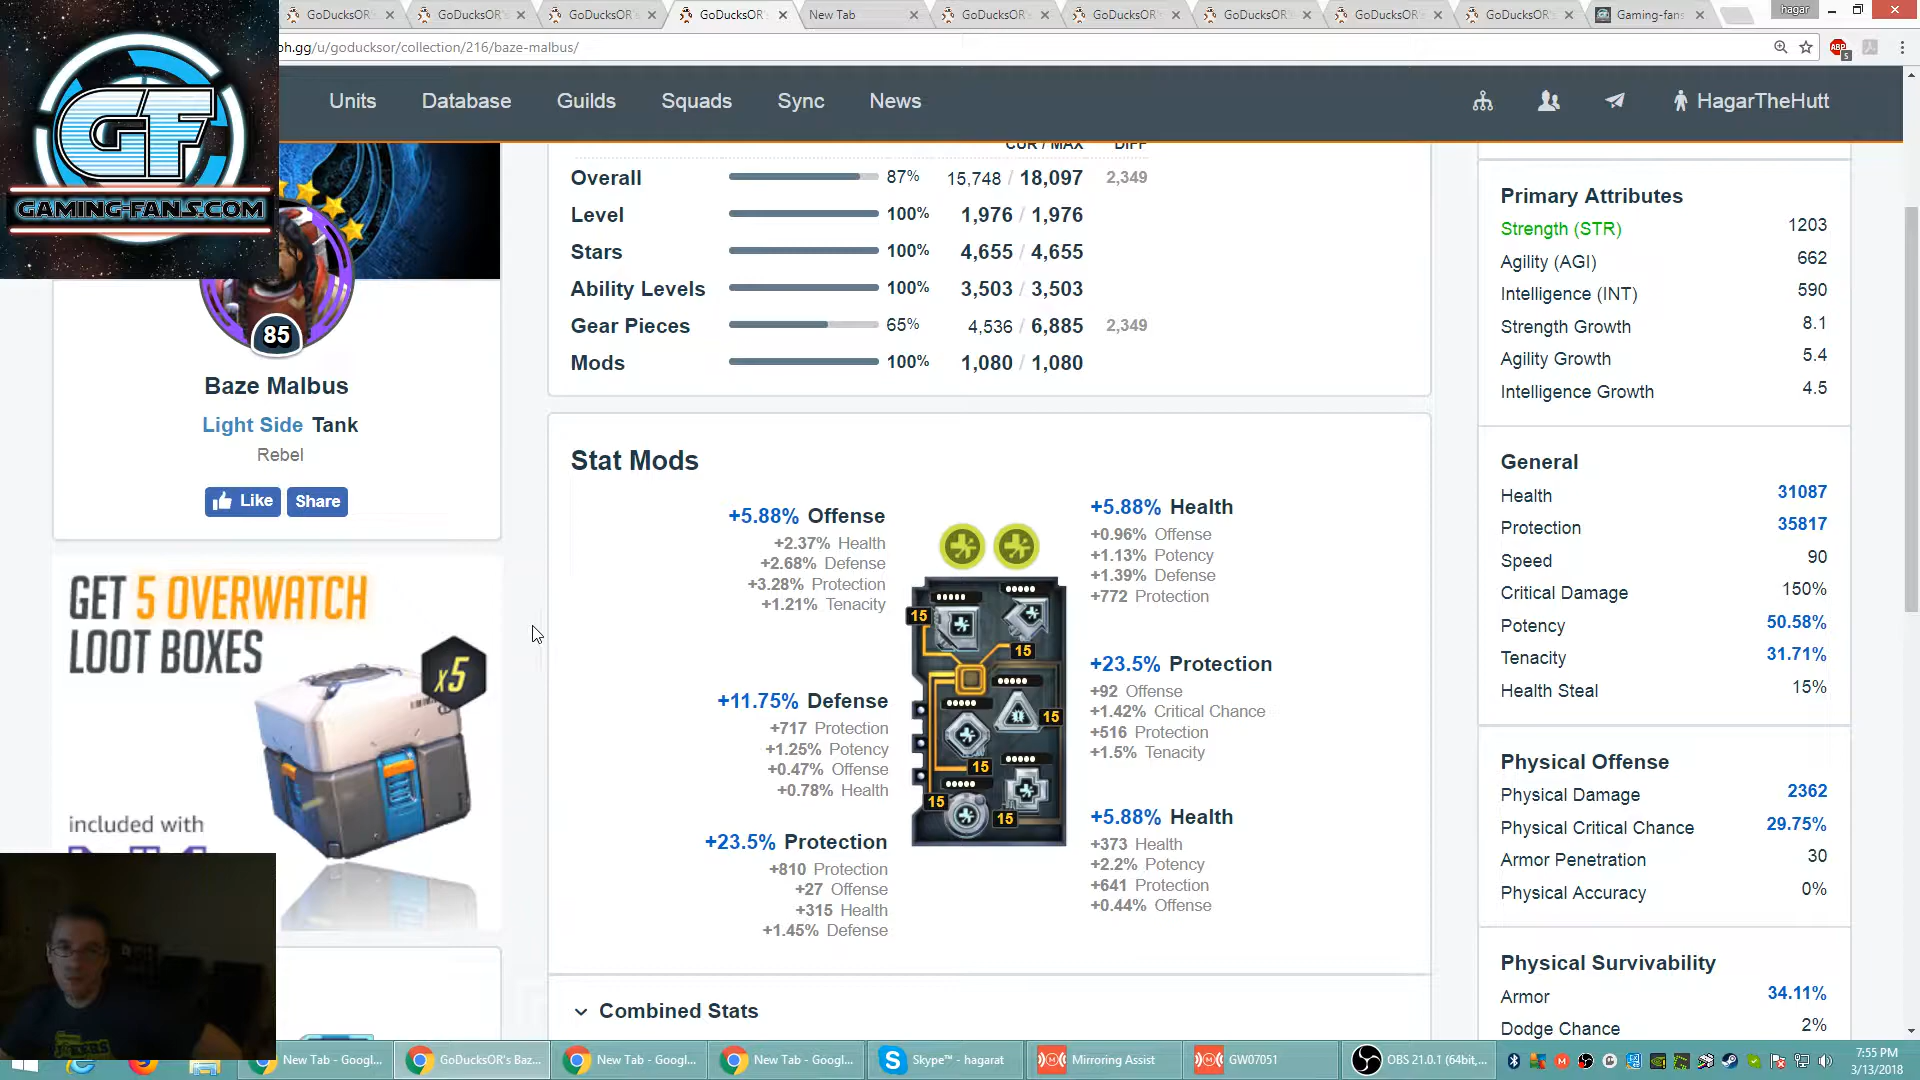 GoDucksOR's
GoDucksOR's
GoDucksOR's
GoDucksOR's
New Tab
GoDucksOR's
GoDucksOR's
GoDucksOR's
GoDucksOR's
GoDucksOR's
Gaming-fans
hagar
ph.gg/u/goducksor/collection/216/baze-malbus/
ABP
5
GF
GAMING-FANS.COM
Units
Database
Guilds
Squads
Sync
News
HagarTheHutt
CUR / MAX
DIFF
Overall 87% 15,748 / 18,097 2,349
Level 100% 1,976 / 1,976
Stars 100% 4,655 / 4,655
Ability Levels 100% 3,503 / 3,503
Gear Pieces 65% 4,536 / 6,885 2,349
Mods 100% 1,080 / 1,080
85
Baze Malbus
Light Side Tank
Rebel
Like
Share
GET 5 OVERWATCH
LOOT BOXES
x5
included with
Stat Mods
+5.88% Offense
+2.37% Health
+2.68% Defense
+3.28% Protection
+1.21% Tenacity
+11.75% Defense
+717 Protection
+1.25% Potency
+0.47% Offense
+0.78% Health
+23.5% Protection
+810 Protection
+27 Offense
+315 Health
+1.45% Defense
15
15
15
15
15
15
+5.88% Health
+0.96% Offense
+1.13% Potency
+1.39% Defense
+772 Protection
+23.5% Protection
+92 Offense
+1.42% Critical Chance
+516 Protection
+1.5% Tenacity
+5.88% Health
+373 Health
+2.2% Potency
+641 Protection
+0.44% Offense
Combined Stats
Primary Attributes
Strength (STR) 1203
Agility (AGI) 662
Intelligence (INT) 590
Strength Growth 8.1
Agility Growth 5.4
Intelligence Growth 4.5
General
Health 31087
Protection 35817
Speed 90
Critical Damage 150%
Potency 50.58%
Tenacity 31.71%
Health Steal 15%
Physical Offense
Physical Damage 2362
Physical Critical Chance 29.75%
Armor Penetration 30
Physical Accuracy 0%
Physical Survivability
Armor 34.11%
Dodge Chance 2%
New Tab - Googl...
GoDucksOR's Baz...
New Tab - Googl...
New Tab - Googl...
Skype™ - hagarat
Mirroring Assist
GW07051
OBS 21.0.1 (64bit,...
7:55 PM
3/13/2018